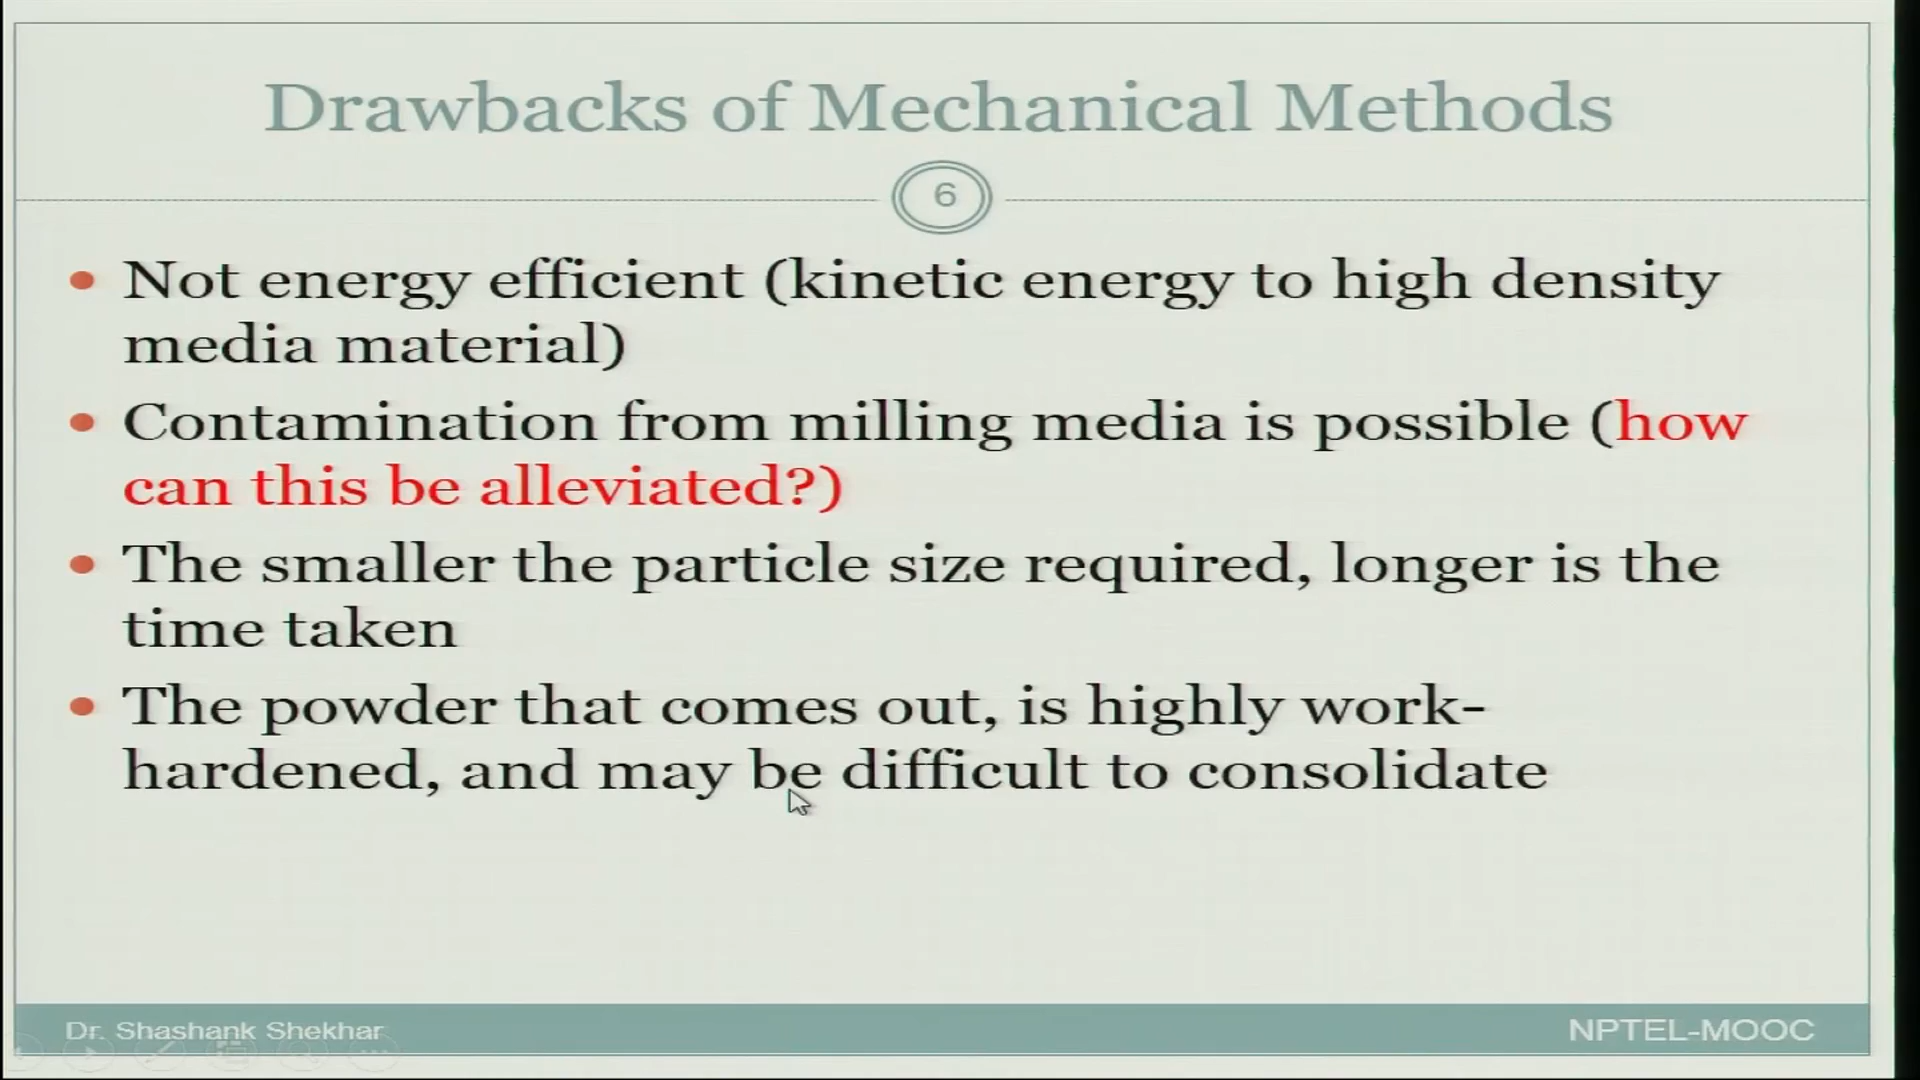 Drawbacks of Mechanical Methods
6
Not energy efficient (kinetic energy to high density
media material)
Contamination from milling media is possible (how
can this be alleviated?)
The smaller the particle size required, longer is the
time taken
The powder that comes out, is highly work-
hardened, and may be difficult to consolidate
Dr. Shashank Shekhar
NPTEL-MOOC